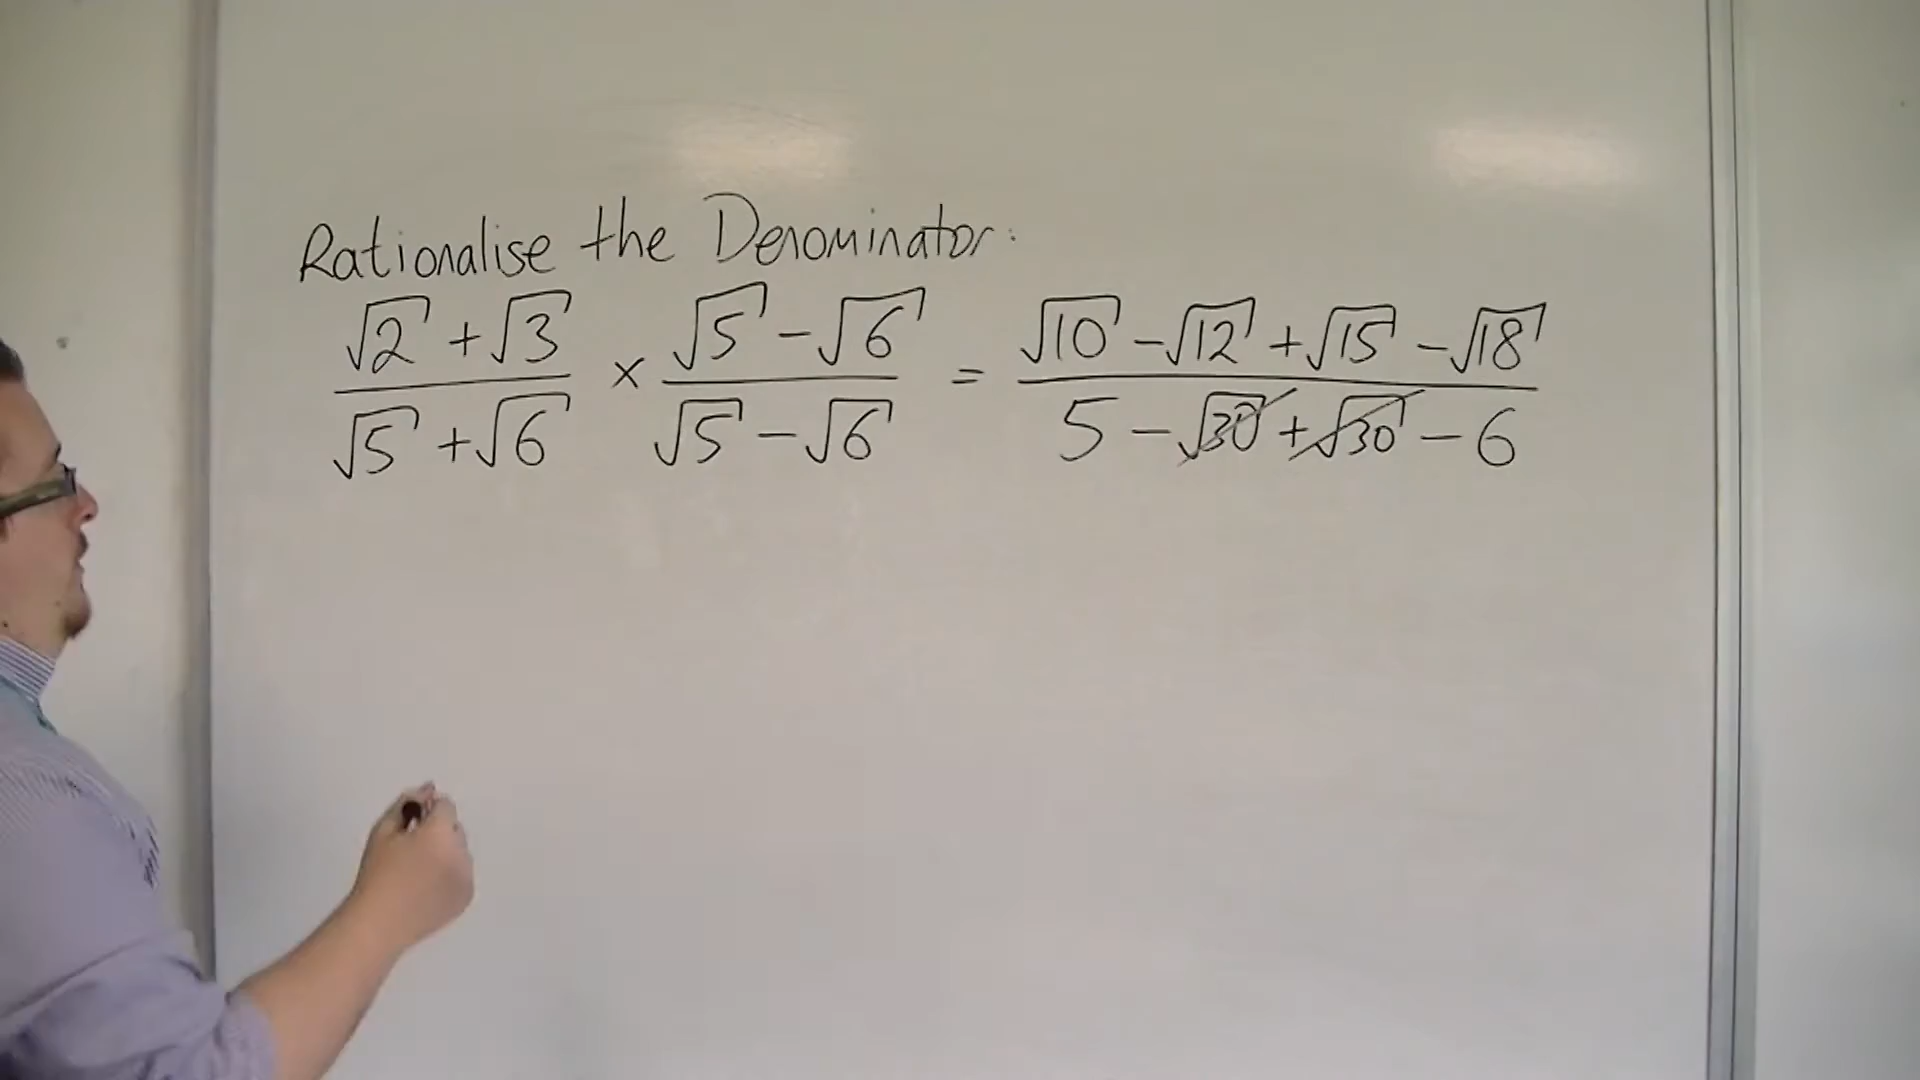 Rationalise the Denominator:
√2 + √3 / √5 + √6 × √5 - √6 / √5 - √6 = √10 - √12 + √15 - √18 / 5 - √30 + √30 - 6